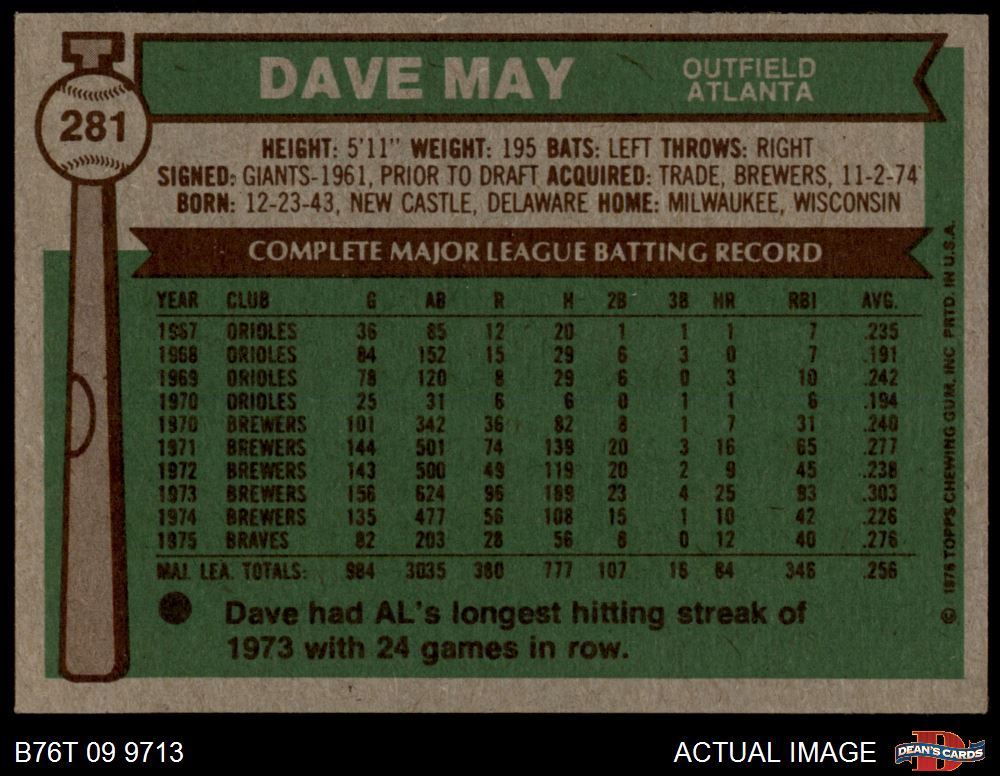 281
DAVE MAY
OUTFIELD
ATLANTA
HEIGHT: 5'11" WEIGHT: 195 BATS: LEFT THROWS: RIGHT
SIGNED: GIANTS-1961, PRIOR TO DRAFT ACQUIRED: TRADE, BREWERS, 11-2-74
BORN: 12-23-43, NEW CASTLE, DELAWARE HOME: MILWAUKEE, WISCONSIN
COMPLETE MAJOR LEAGUE BATTING RECORD
YEAR CLUB G AB R H 2B 3B HR RBI AVG.
1967 ORIOLES 36 85 12 20 1 1 1 7 .235
1968 ORIOLES 84 152 15 29 6 3 0 7 .191
1969 ORIOLES 78 120 8 29 6 0 3 10 .242
1970 ORIOLES 25 31 6 6 0 1 1 6 .194
1970 BREWERS 101 342 36 82 8 1 7 31 .240
1971 BREWERS 144 501 74 139 20 3 16 65 .277
1972 BREWERS 143 500 49 119 20 2 9 45 .238
1973 BREWERS 156 624 96 189 23 4 25 93 .303
1974 BREWERS 135 477 56 108 15 1 10 42 .226
1975 BRAVES 82 203 28 56 8 0 12 40 .276
MAJ. LEA. TOTALS: 984 3035 380 777 107 16 84 346 .256
Dave had AL's longest hitting streak of
1973 with 24 games in row.
© 1976 TOPPS CHEWING GUM, INC. PRTD. IN U.S.A.
B76T 09 9713
ACTUAL IMAGE
DEAN'S CARDS